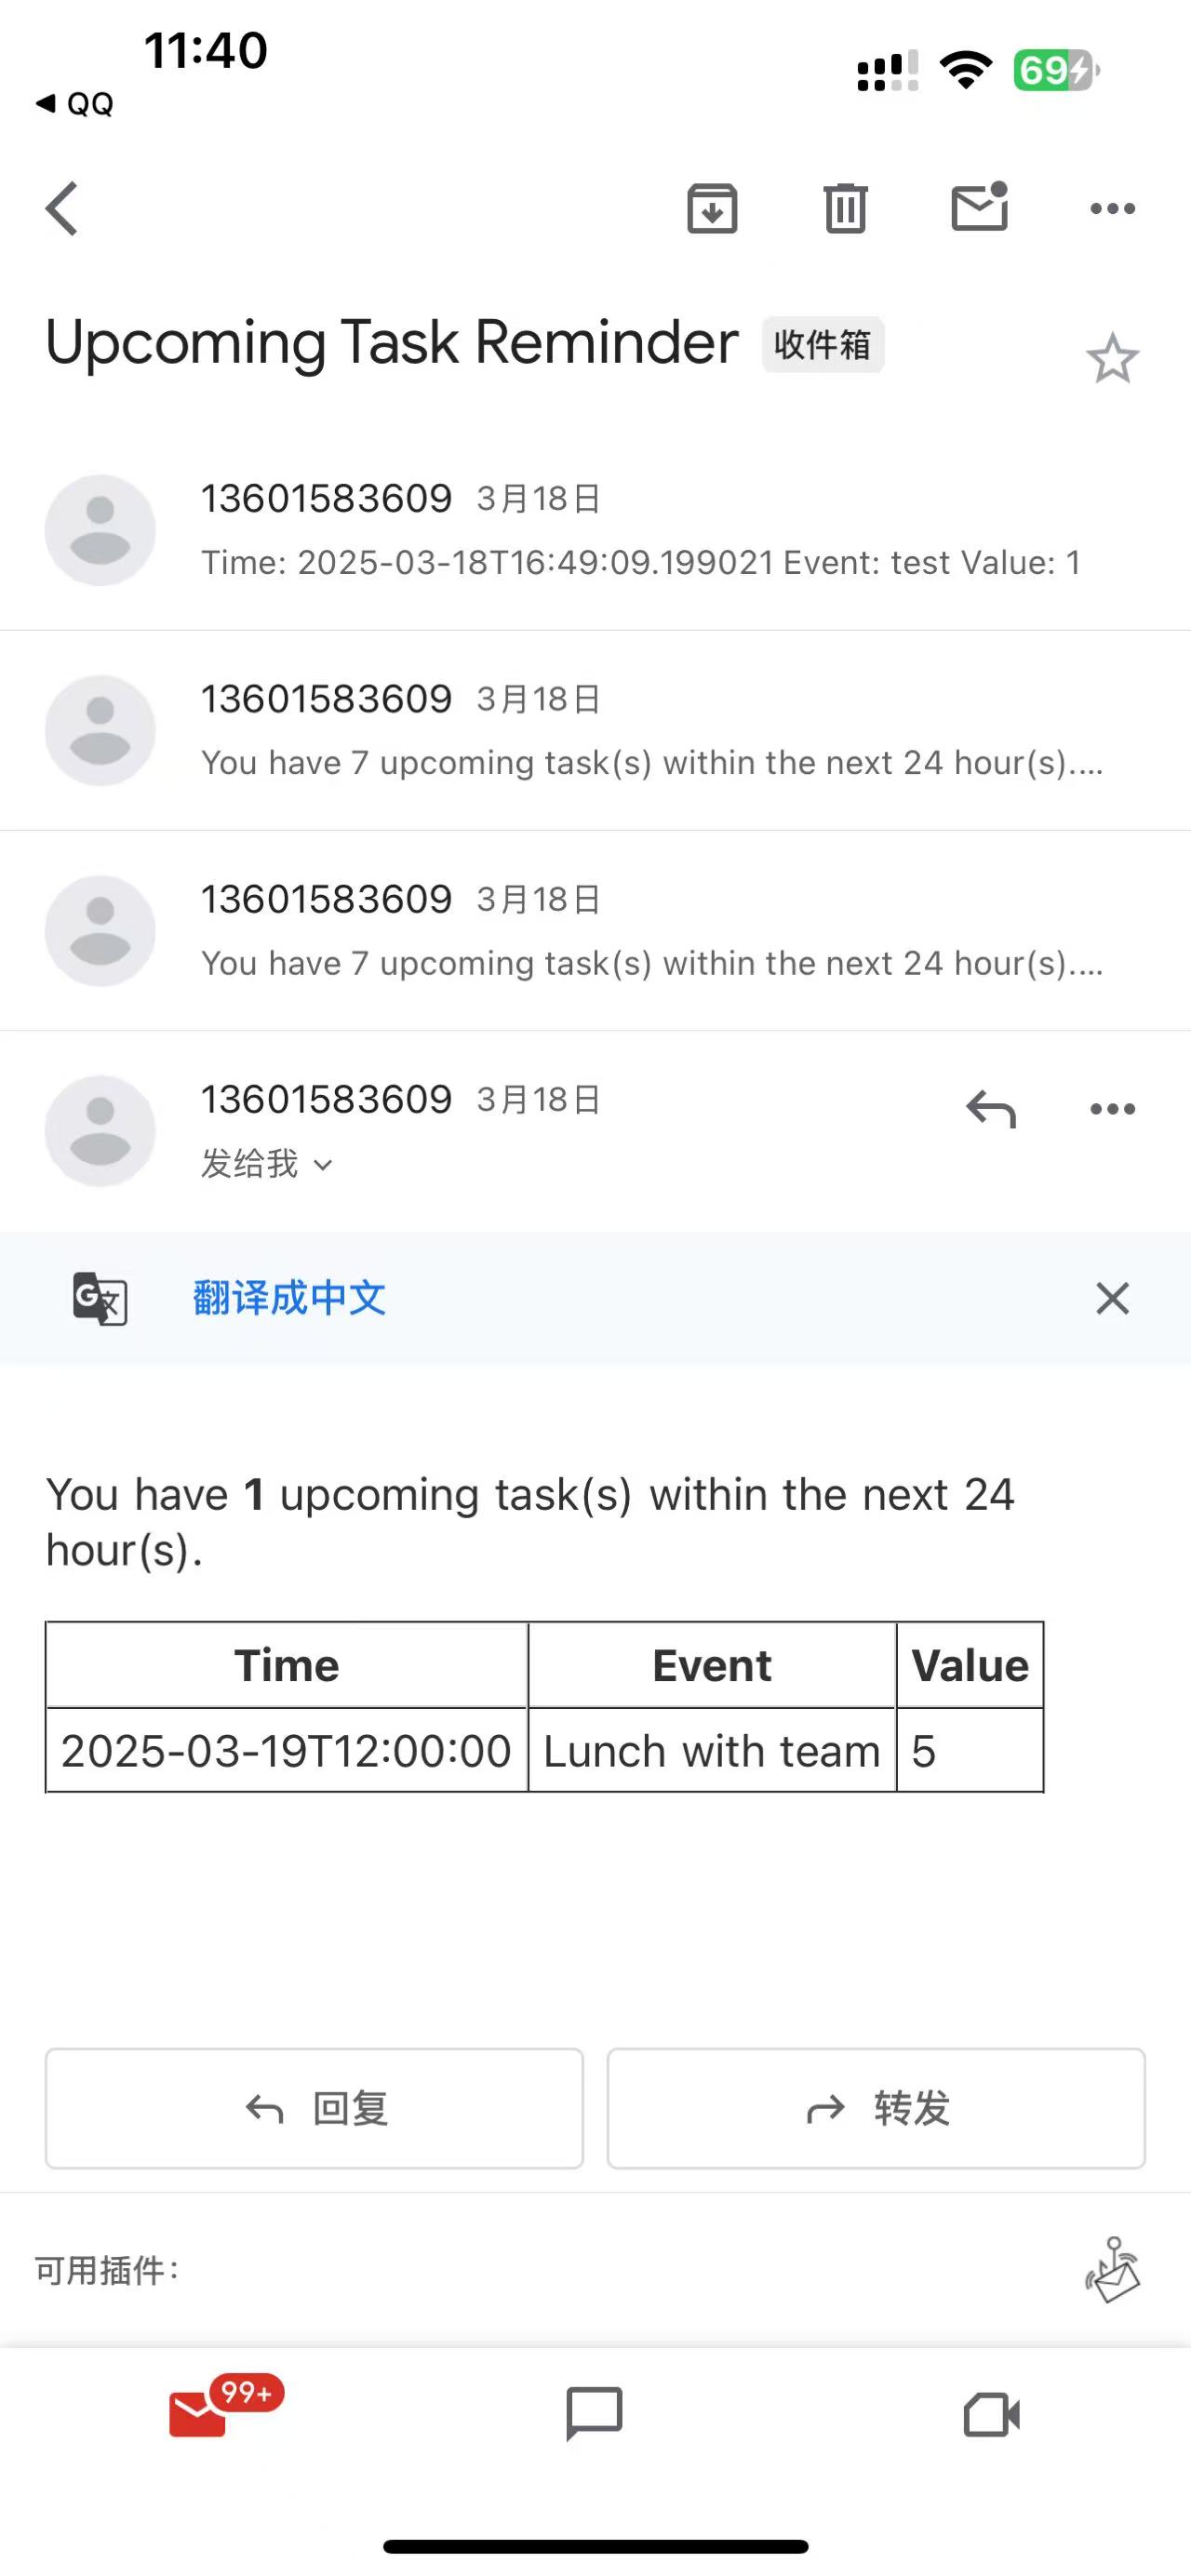 11:40
69
◀ QQ
Upcoming Task Reminder 收件箱
13601583609 3月18日
Time: 2025-03-18T16:49:09.199021 Event: test Value: 1
13601583609 3月18日
You have 7 upcoming task(s) within the next 24 hour(s)....
13601583609 3月18日
You have 7 upcoming task(s) within the next 24 hour(s)....
13601583609 3月18日
发给我
G文 翻译成中文
You have 1 upcoming task(s) within the next 24
hour(s).
Time Event Value
2025-03-19T12:00:00 Lunch with team 5
回复 转发
可用插件：
99+